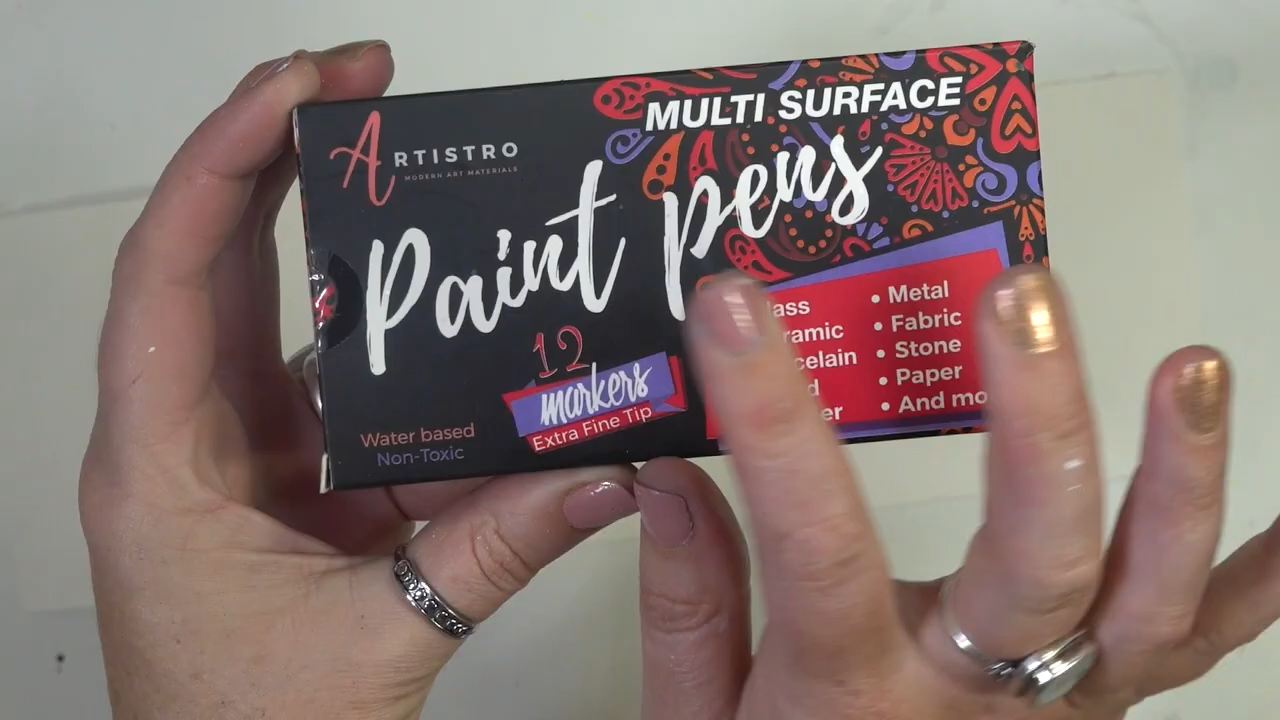 MULTI SURFACE
ARTISTRO
MODERN ART MATERIALS
Paint pens
12
markers
Extra Fine Tip
Water based
Non-Toxic
• Metal
• Fabric
• Stone
• Paper
• And